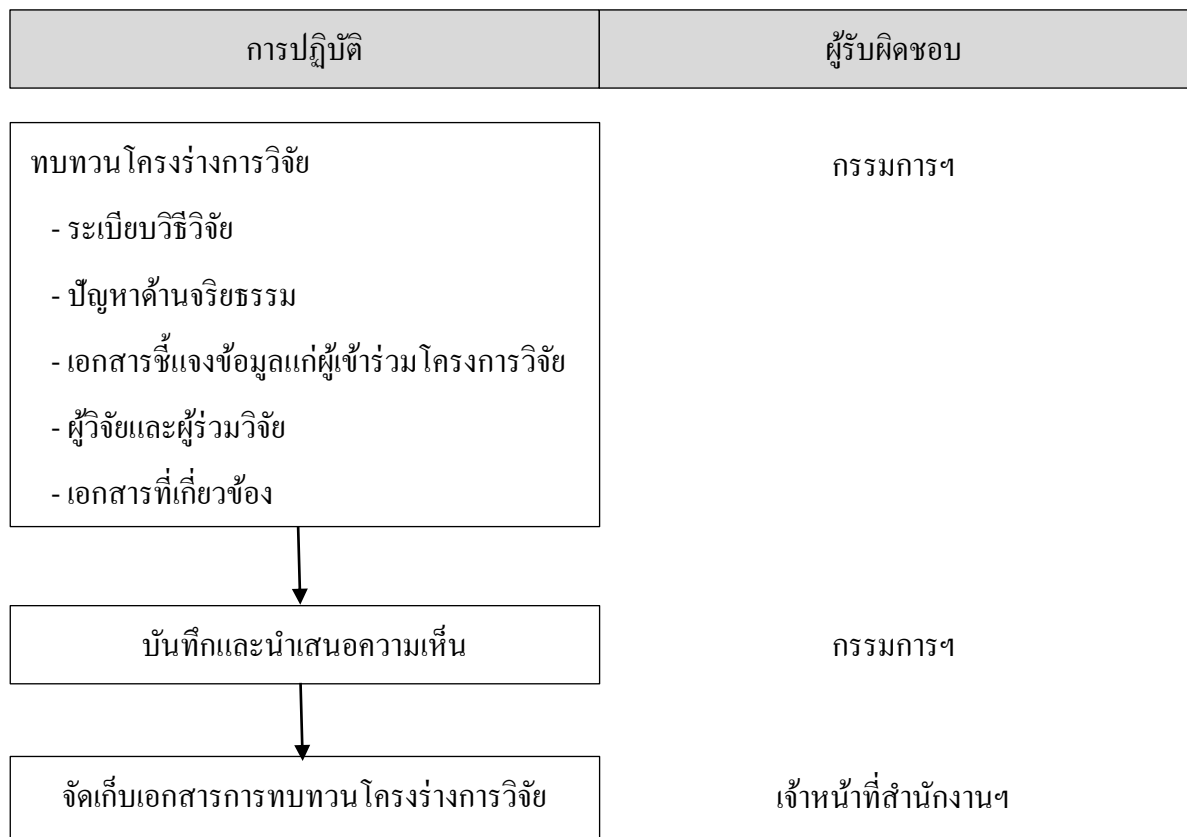 การปฏิบัติ ผู้รับผิดชอบ
ทบทวนโครงร่างการวิจัย กรรมการฯ
- ระเบียบวิธีวิจัย
- ปัญหาด้านจริยธรรม
- เอกสารชี้แจงข้อมูลแก่ผู้เข้าร่วมโครงการวิจัย
- ผู้วิจัยและผู้ร่วมวิจัย
- เอกสารที่เกี่ยวข้อง
บันทึกและนำเสนอความเห็น กรรมการฯ
จัดเก็บเอกสารการทบทวนโครงร่างการวิจัย เจ้าหน้าที่สำนักงานฯ